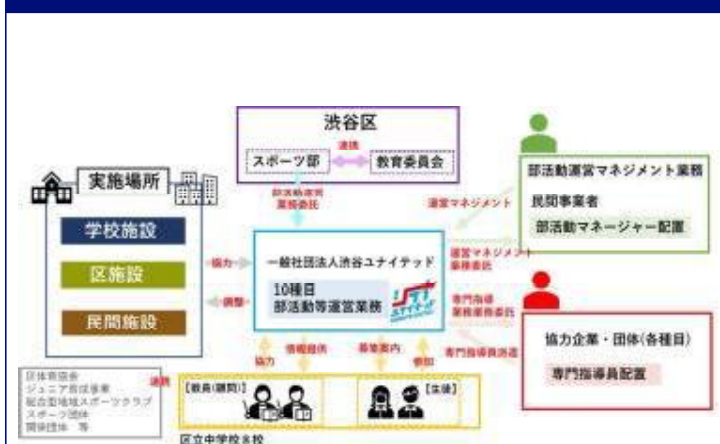 渋谷区
連携
スポーツ部
教育委員会
部活動運営
業務委託
実施場所
学校施設
区施設
民間施設
協力
調整
一般社団法人渋谷ユナイテッド
10種目
部活動等運営業務
運営マネジメント
部活動運営マネジメント業務
民間事業者
部活動マネージャー配置
運営マネジメント
業務委託
専門指導
業務委託
専門指導員派遣
協力企業・団体(各種目)
専門指導員配置
協力
情報提供
募集案内
参加
連携
区体育協会
ジュニア育成事業
総合型地域スポーツクラブ
スポーツ団体
関係団体 等
【教員(顧問)】
【生徒】
区立中学校8校